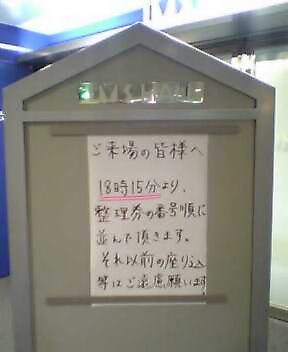 ご来場の皆様へ
18時15分より、
整理券の番号順に
並んで頂きます。
それ以前の座り込
等はご遠慮願います